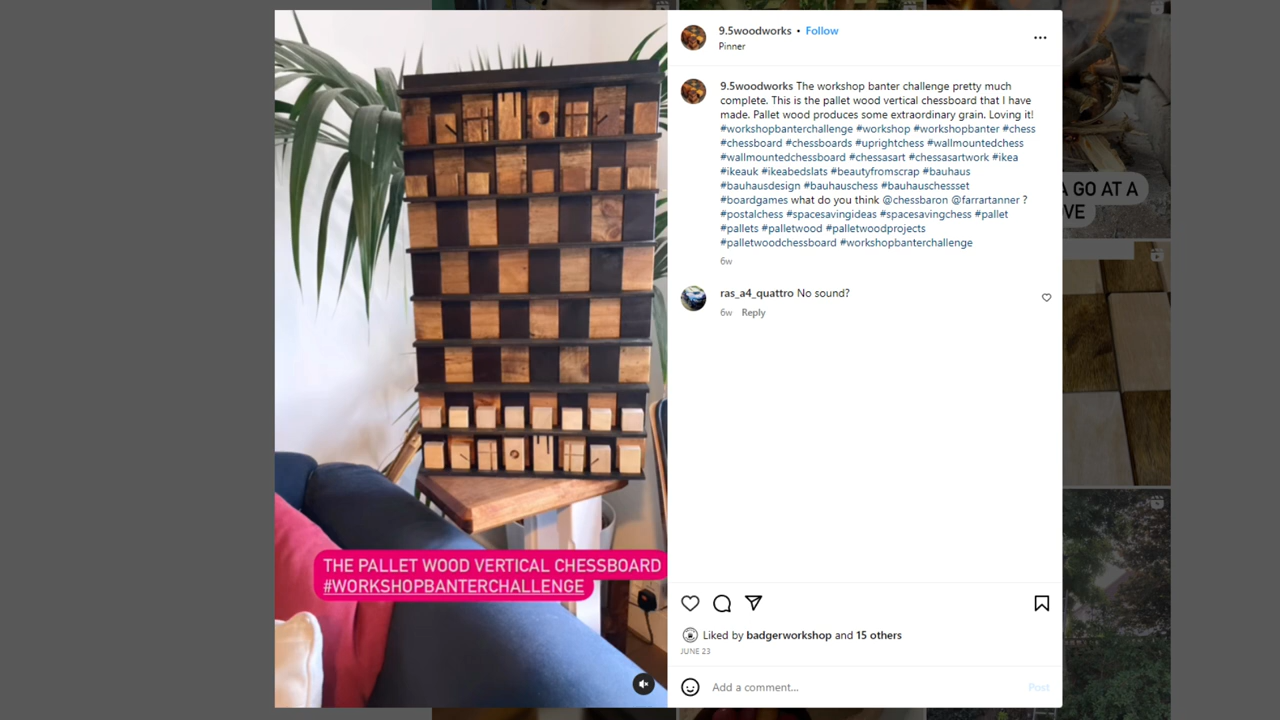 9.5woodworks • Follow
Pinner
9.5woodworks The workshop banter challenge pretty much
complete. This is the pallet wood vertical chessboard that I have
made. Pallet wood produces some extraordinary grain. Loving it!
#workshopbanterchallenge #workshop #workshopbanter #chess
#chessboard #chessboards #uprightchess #wallmountedchess
#wallmountedchessboard #chessasart #chessasartwork #ikea
#ikeauk #ikeabedslats #beautyfromscrap #bauhaus
#bauhausdesign #bauhauschess #bauhauschessset
#boardgames what do you think @chessbaron @farrartanner ?
#postalchess #spacesavingideas #spacesavingchess #pallet
#pallets #palletwood #palletwoodprojects
#palletwoodchessboard #workshopbanterchallenge
6w
ras_a4_quattro No sound?
6w Reply
THE PALLET WOOD VERTICAL CHESSBOARD
#WORKSHOPBANTERCHALLENGE
Liked by badgerworkshop and 15 others
JUNE 23
Add a comment...
Post
A GO AT A
VE